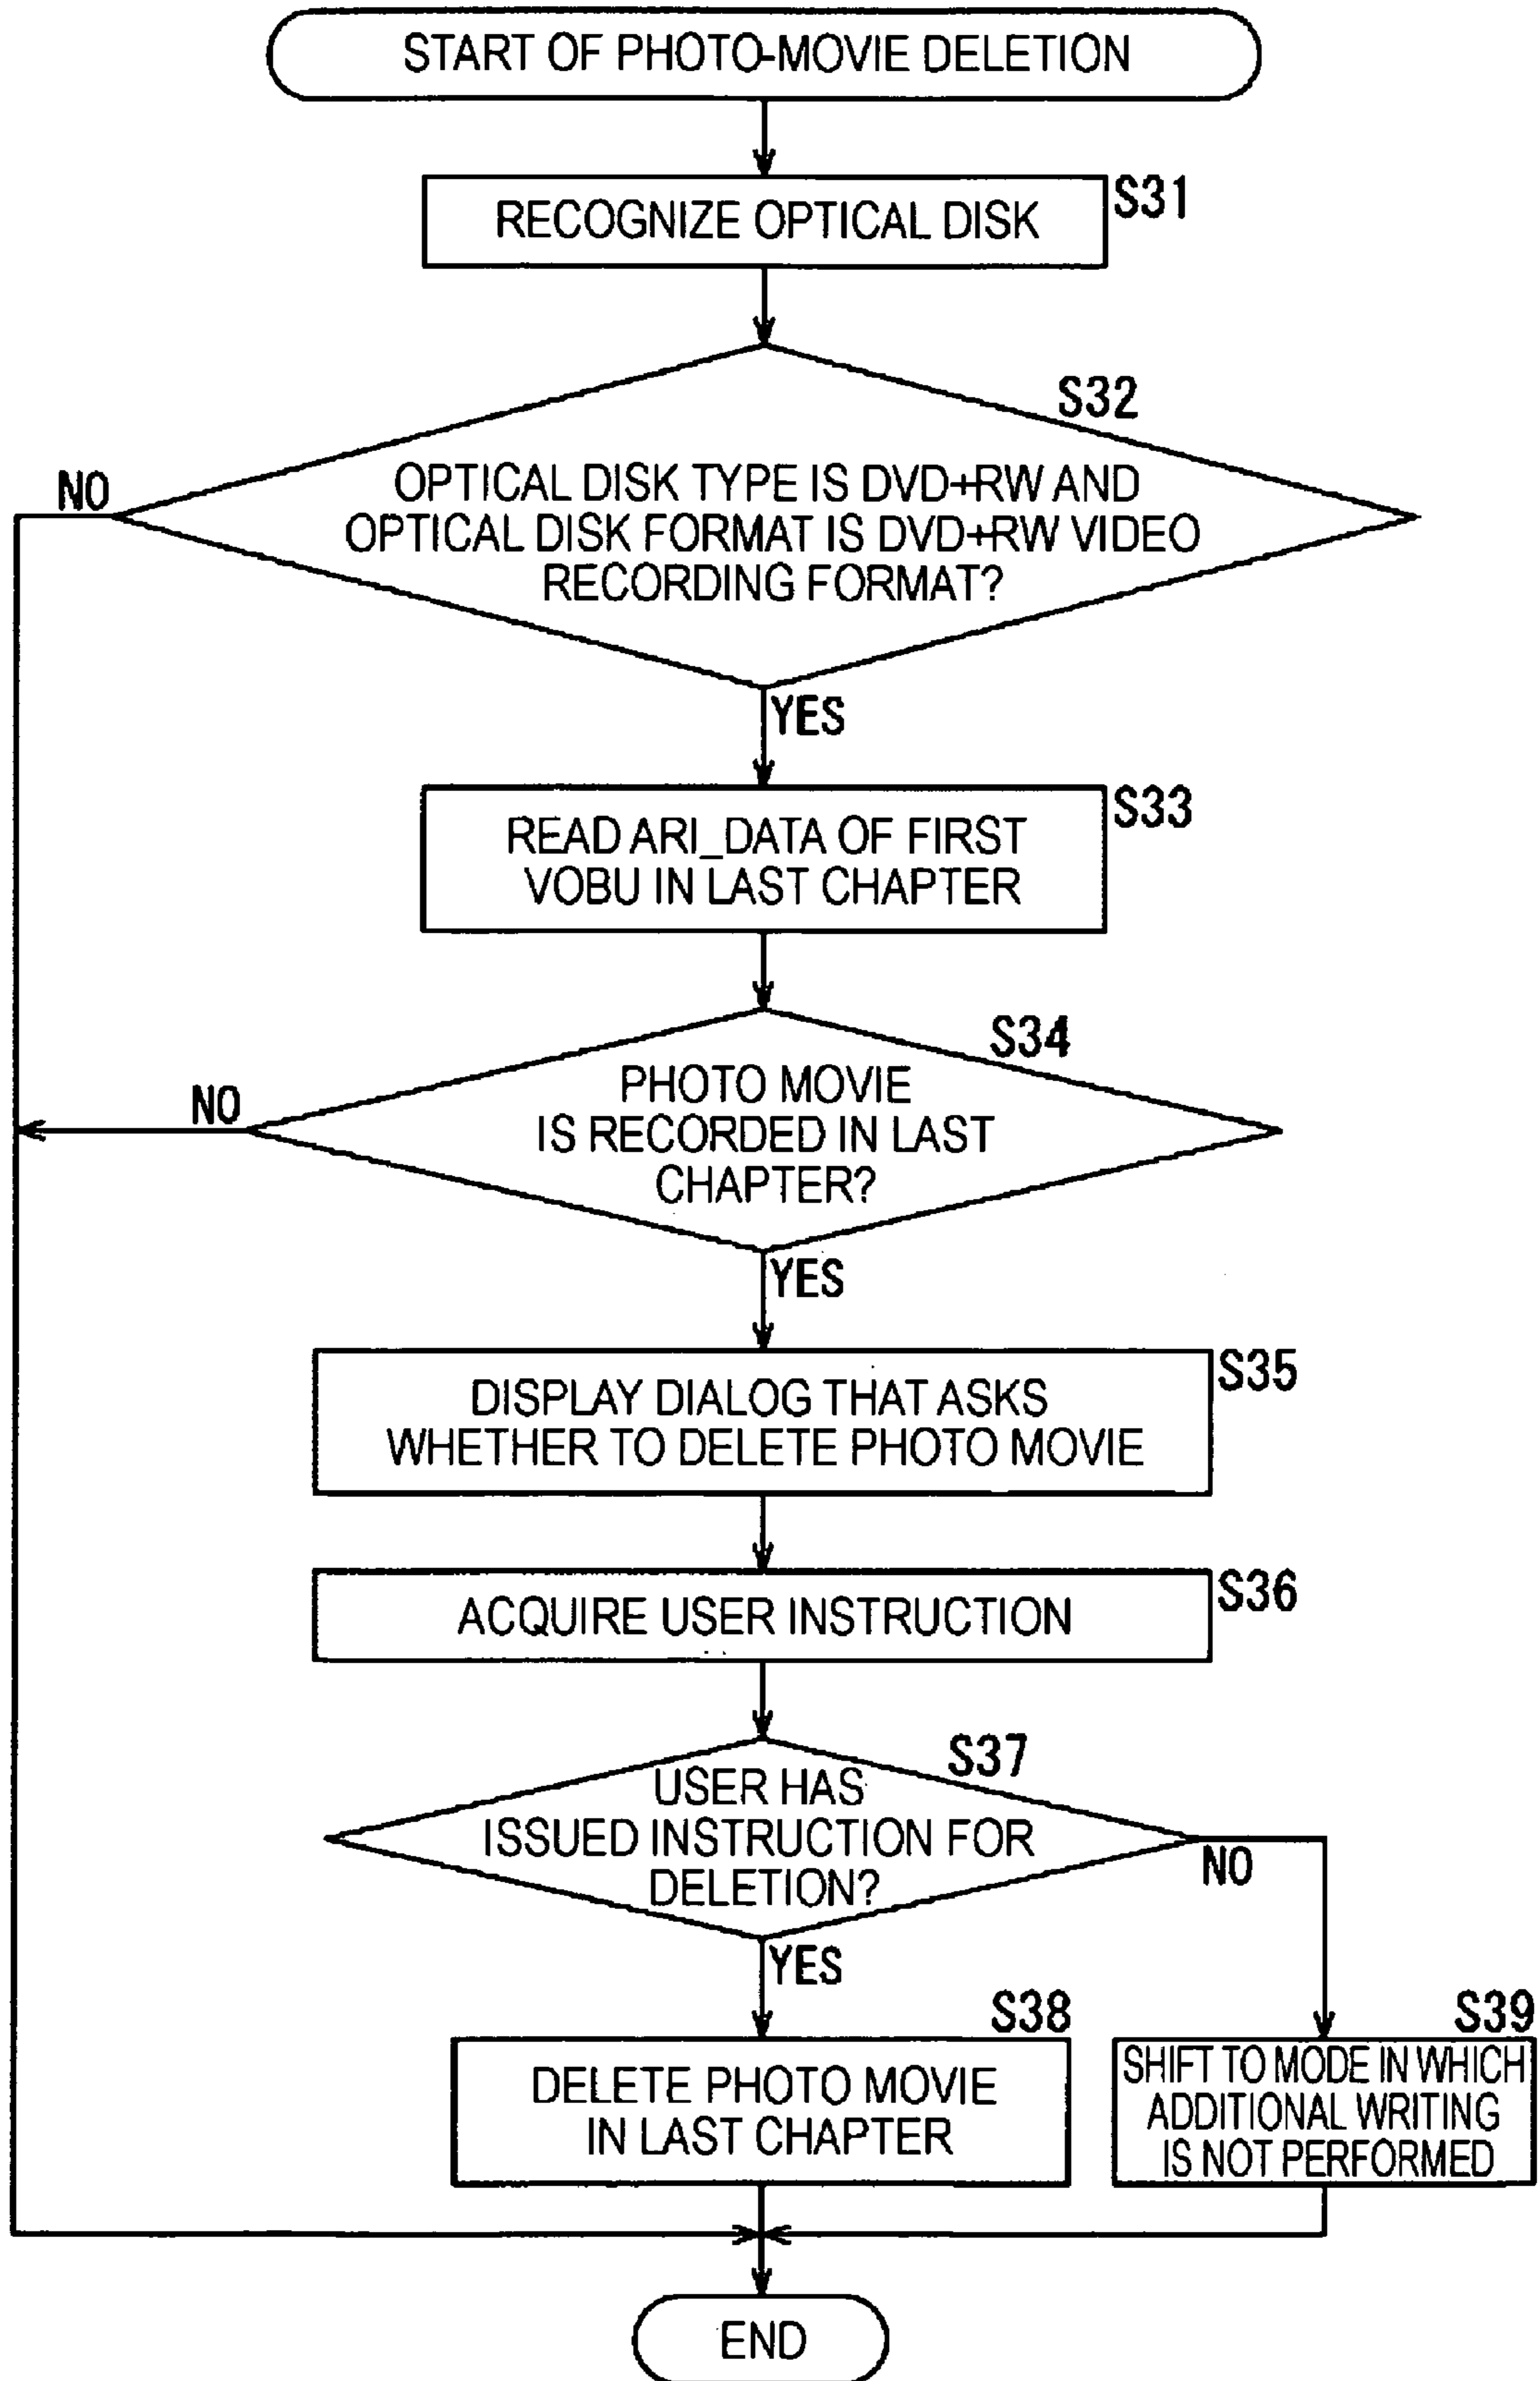 START OF PHOTO-MOVIE DELETION
RECOGNIZE OPTICAL DISK
S31
S32
OPTICAL DISK TYPE IS DVD+RW AND
OPTICAL DISK FORMAT IS DVD+RW VIDEO
RECORDING FORMAT?
NO
YES
READ ARI_DATA OF FIRST
VOBU IN LAST CHAPTER
S33
S34
PHOTO MOVIE
IS RECORDED IN LAST
CHAPTER?
NO
YES
DISPLAY DIALOG THAT ASKS
WHETHER TO DELETE PHOTO MOVIE
S35
ACQUIRE USER INSTRUCTION
S36
S37
USER HAS
ISSUED INSTRUCTION FOR
DELETION?
NO
YES
S38
DELETE PHOTO MOVIE
IN LAST CHAPTER
S39
SHIFT TO MODE IN WHICH
ADDITIONAL WRITING
IS NOT PERFORMED
END